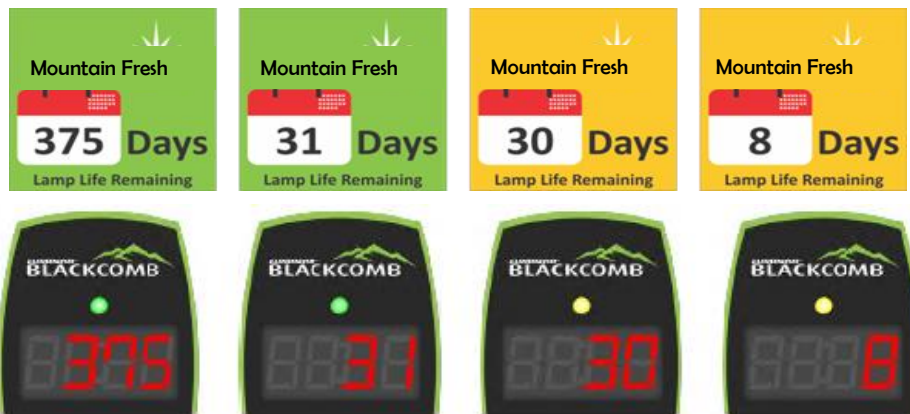 Mountain Fresh
375 Days
Lamp Life Remaining
Mountain Fresh
31 Days
Lamp Life Remaining
Mountain Fresh
30 Days
Lamp Life Remaining
Mountain Fresh
8 Days
Lamp Life Remaining
BLACKCOMB
375
BLACKCOMB
31
BLACKCOMB
30
BLACKCOMB
8